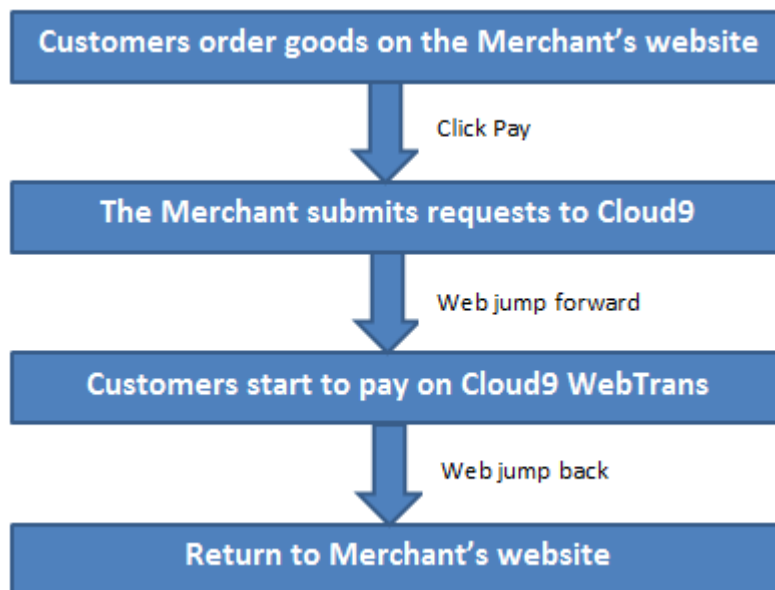 Customers order goods on the Merchant’s website
Click Pay
The Merchant submits requests to Cloud9
Web jump forward
Customers start to pay on Cloud9 WebTrans
Web jump back
Return to Merchant’s website